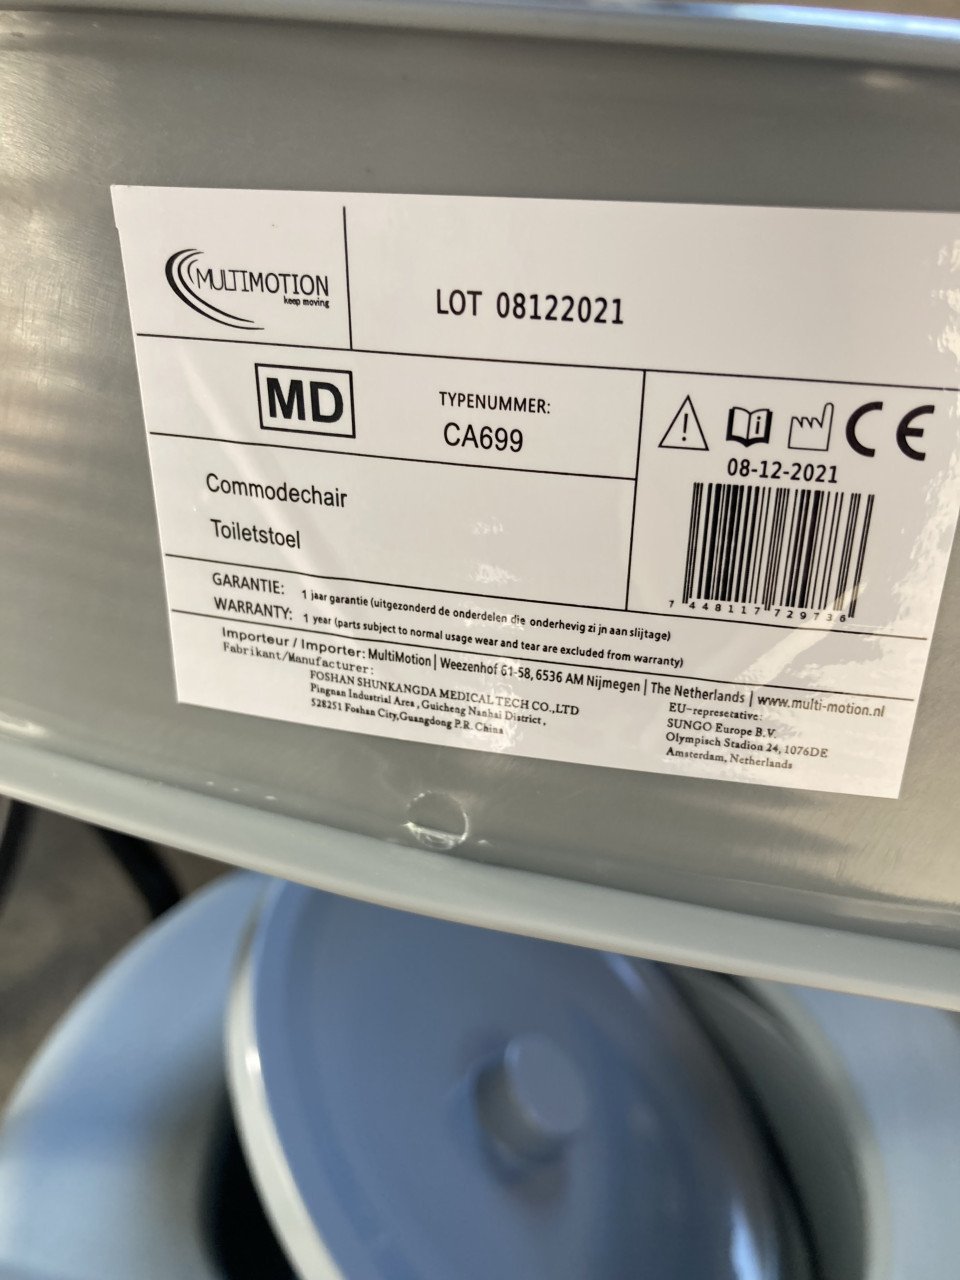 MULTIMOTION
keep moving
LOT 08122021
MD
TYPENUMMER:
CA699
CE
08-12-2021
7 448117 729736
Commodechair
Toiletstoel
GARANTIE: 1 jaar garantie (uitgezonderd de onderdelen die onderhevig zijn aan slijtage)
WARRANTY: 1 year (parts subject to normal usage wear and tear are excluded from warranty)
Importeur / Importer: MultiMotion | Weezenhof 61-58, 6536 AM Nijmegen | The Netherlands | www.multi-motion.nl
Fabrikant/Manufacturer:
FOSHAN SHUNKANGDA MEDICAL TECH CO.,LTD
Pingnan Industrial Area, Guicheng Nanhai District,
528251 Foshan City,Guangdong P.R. China
EU-represetative:
SUNGO Europe B.V.
Olympisch Stadion 24, 1076DE
Amsterdam, Netherlands